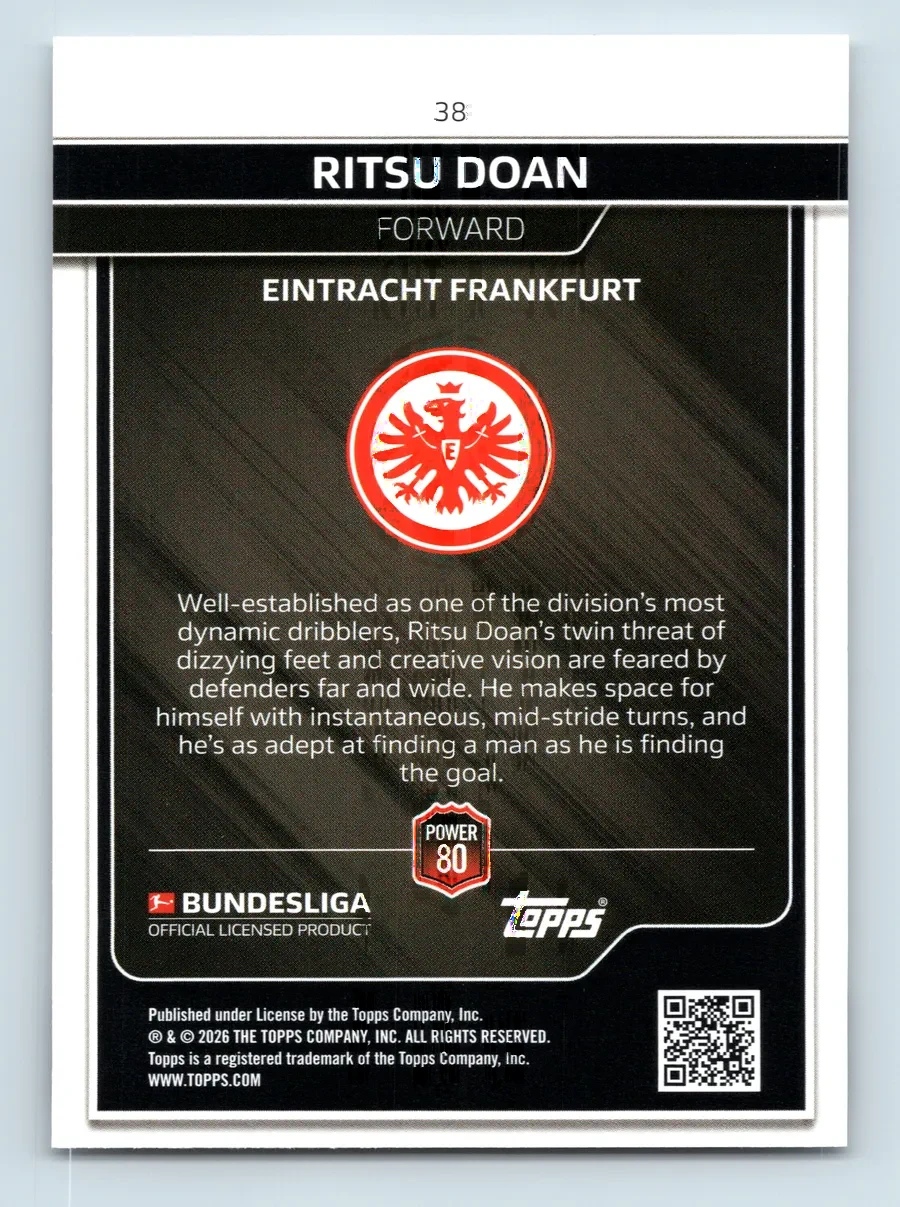 38
RITSU DOAN
FORWARD
EINTRACHT FRANKFURT
E
Well-established as one of the division's most
dynamic dribblers, Ritsu Doan's twin threat of
dizzying feet and creative vision are feared by
defenders far and wide. He makes space for
himself with instantaneous, mid-stride turns, and
he's as adept at finding a man as he is finding
the goal.
POWER
80
BUNDESLIGA
OFFICIAL LICENSED PRODUCT
topps®
Published under License by the Topps Company, Inc.
® & © 2026 THE TOPPS COMPANY, INC. ALL RIGHTS RESERVED.
Topps is a registered trademark of the Topps Company, Inc.
WWW.TOPPS.COM